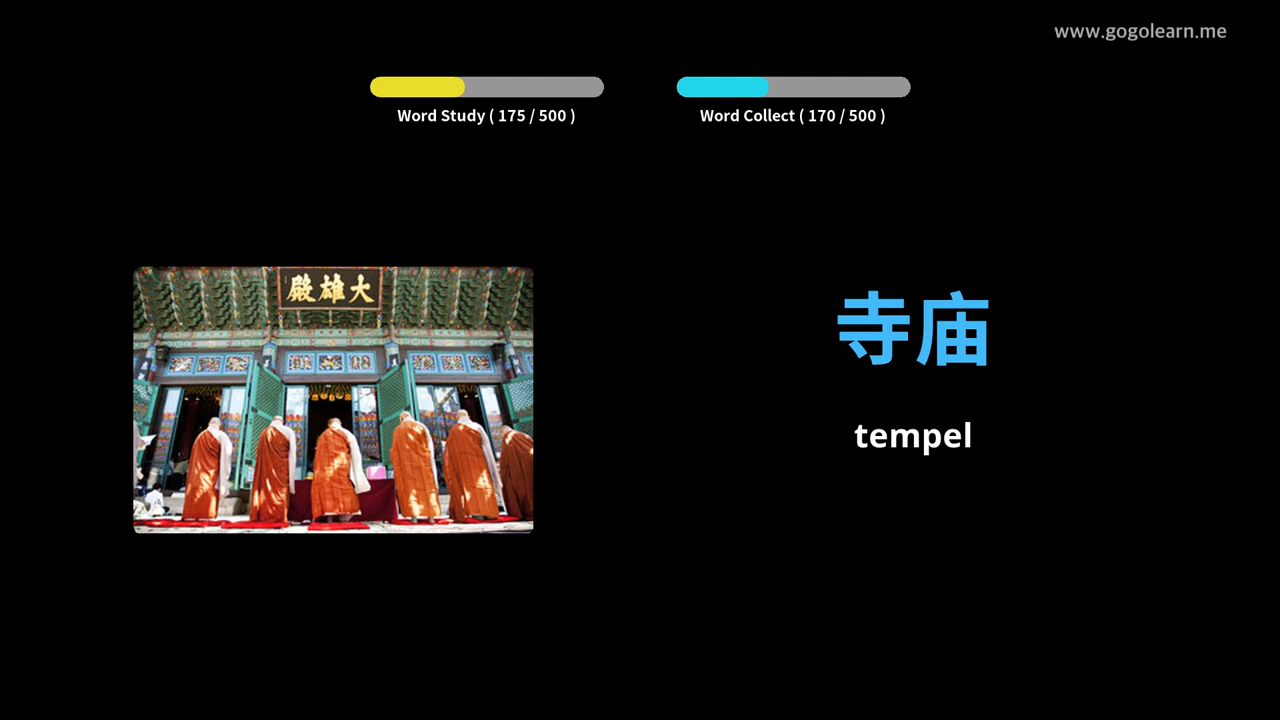 www.gogolearn.me
Word Study ( 175 / 500 )
Word Collect ( 170 / 500 )
殿雄大
寺庙
tempel